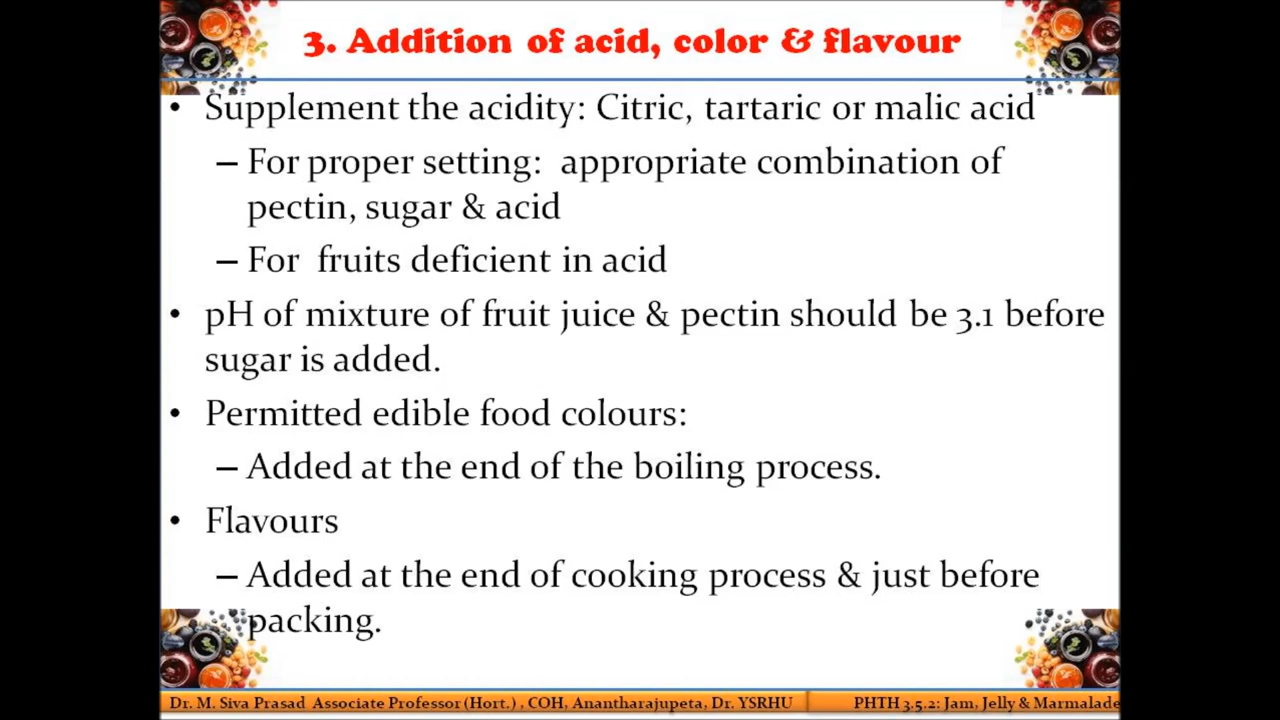 3. Addition of acid, color & flavour
• Supplement the acidity: Citric, tartaric or malic acid
– For proper setting: appropriate combination of
pectin, sugar & acid
– For fruits deficient in acid
• pH of mixture of fruit juice & pectin should be 3.1 before
sugar is added.
• Permitted edible food colours:
– Added at the end of the boiling process.
• Flavours
– Added at the end of cooking process & just before
packing.
Dr. M. Siva Prasad Associate Professor (Hort.) , COH, Anantharajupeta, Dr. YSRHU
PHTH 3.5.2: Jam, Jelly & Marmalade